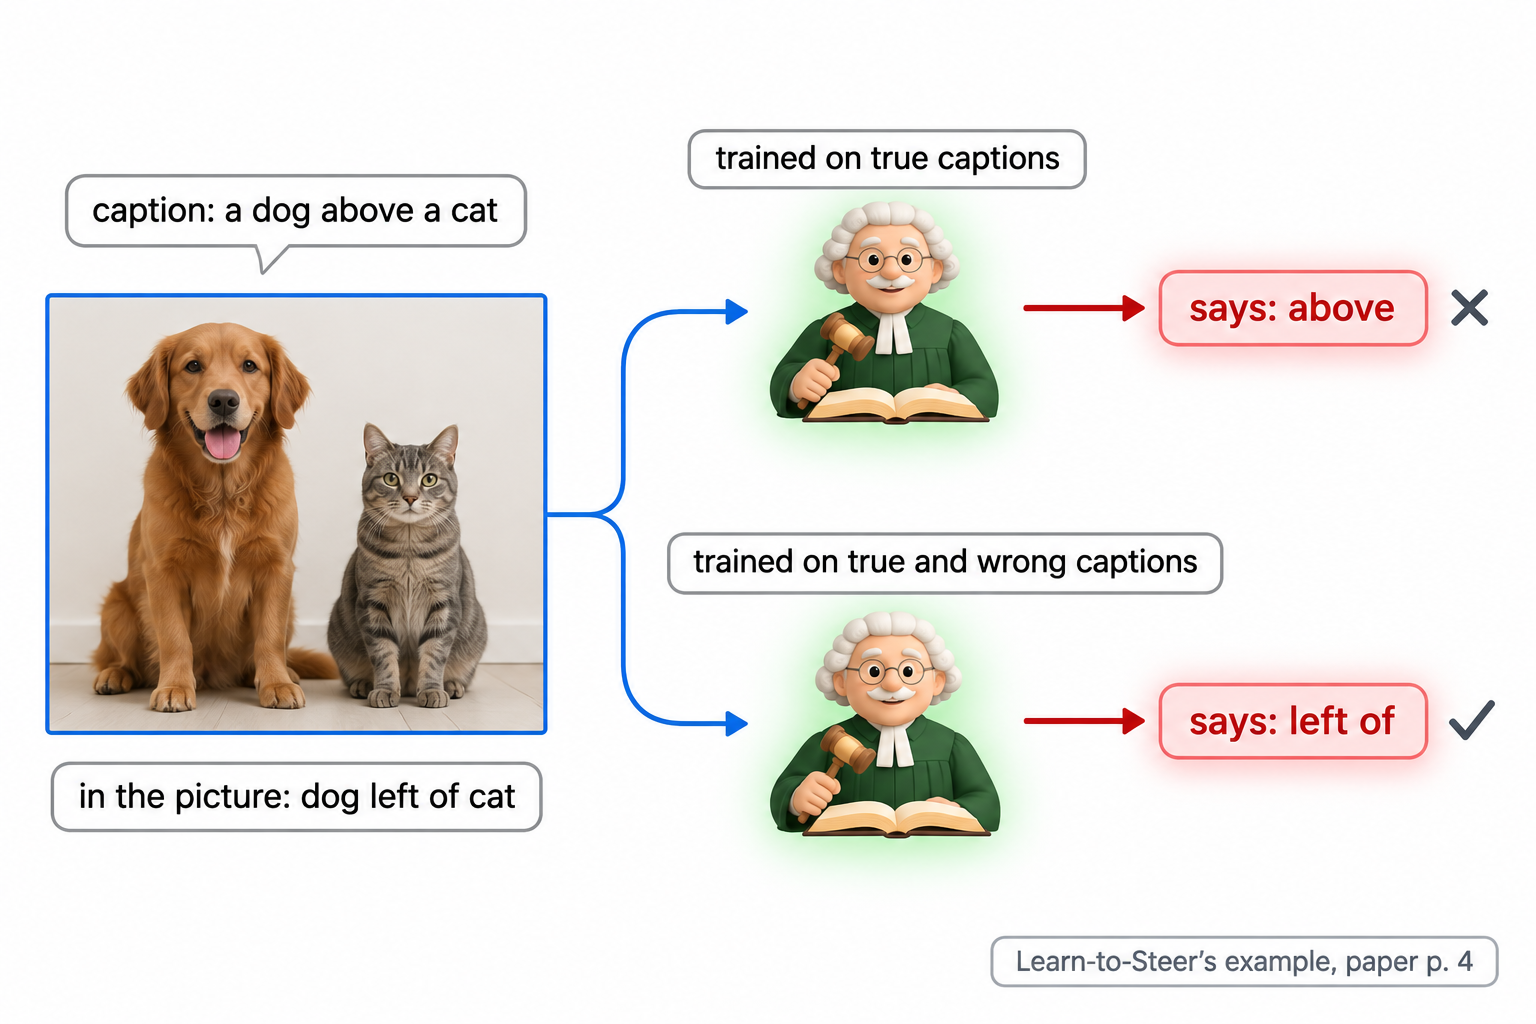 caption: a dog above a cat
in the picture: dog left of cat
trained on true captions
says: above
trained on true and wrong captions
says: left of
Learn-to-Steer’s example, paper p. 4